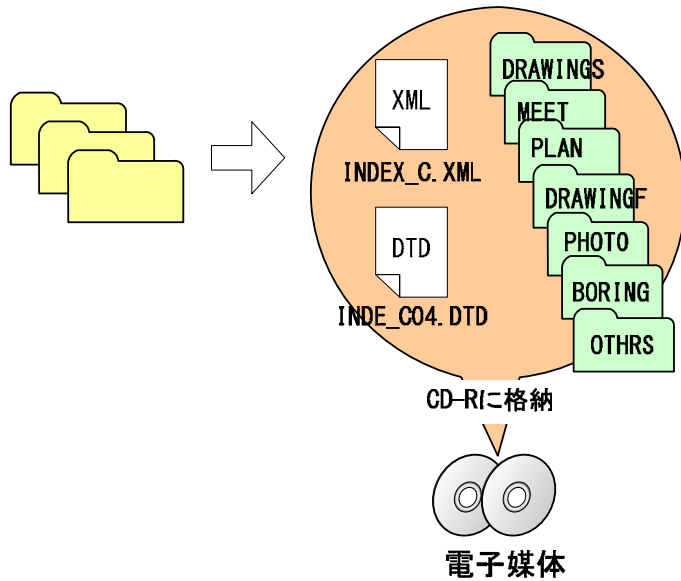 XML
INDEX_C.XML
DTD
INDE_C04.DTD
DRAWINGS
MEET
PLAN
DRAWINGF
PHOTO
BORING
OTHRS
CD-Rに格納
電子媒体